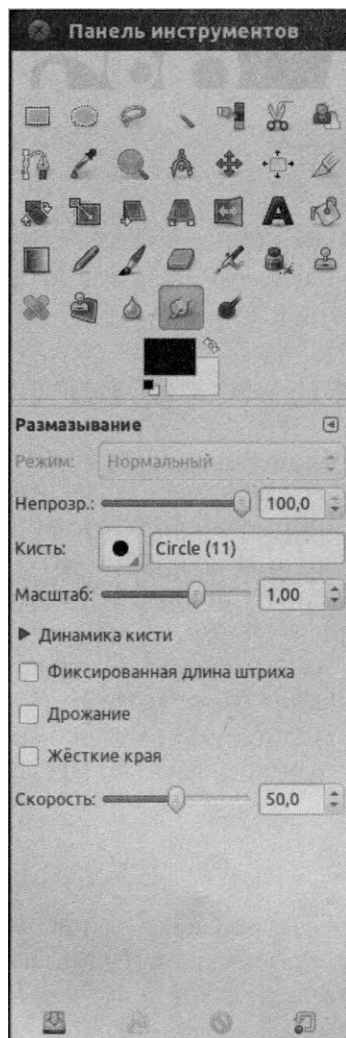 Панель инструментов
Размазывание
Режим: Нормальный
Непрозр.: 100,0
Кисть: Circle (11)
Масштаб: 1,00
Динамика кисти
Фиксированная длина штриха
Дрожание
Жёсткие края
Скорость: 50,0